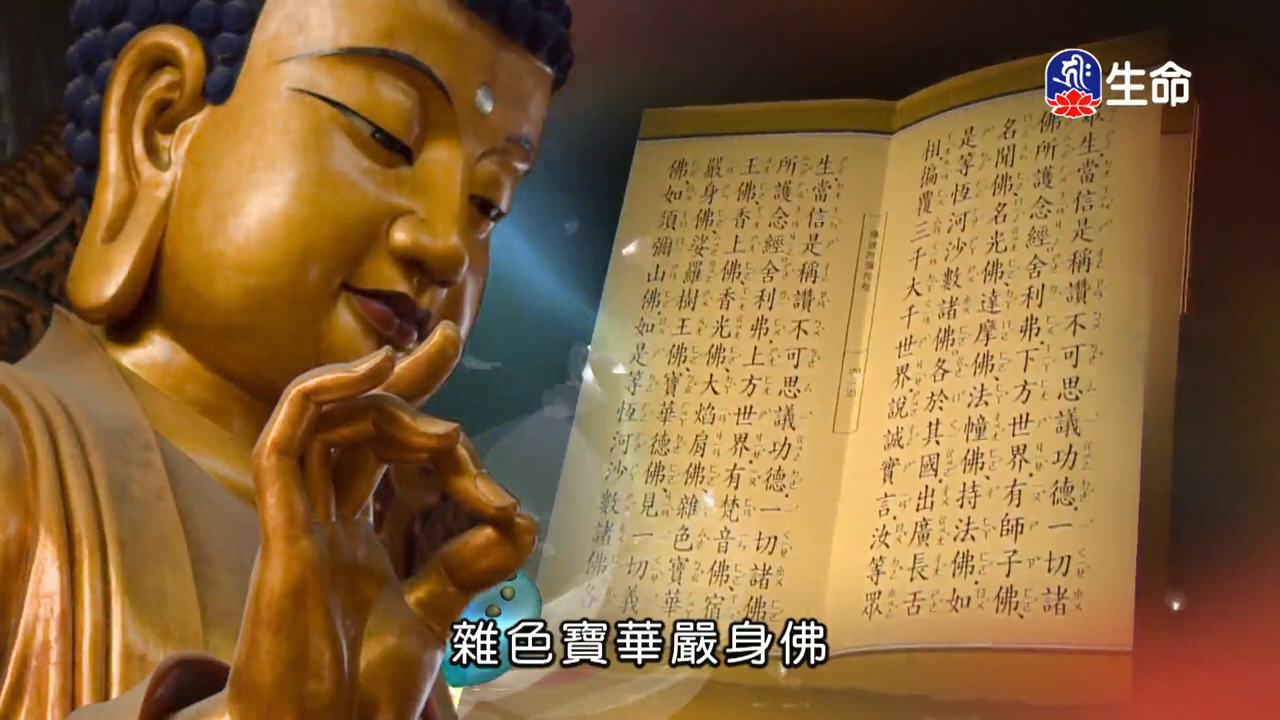 生命
眾生當信是稱讚不可思議功德一切諸
佛所護念經舍利弗下方世界有師子佛、
名聞佛、名光佛、達摩佛、法幢佛、持法佛、如
是等恆河沙數諸佛各於其國出廣長舌
相徧覆三千大千世界說誠實言汝等眾
生當信是稱讚不可思議功德一切諸佛
所護念經舍利弗上方世界有梵音佛、宿
王佛、香上佛、香光佛、大焰肩佛、雜色寶華
嚴身佛、娑羅樹王佛、寶華德佛、見一切義
佛、如須彌山佛、如是等恆河沙數諸佛各
雜色寶華嚴身佛